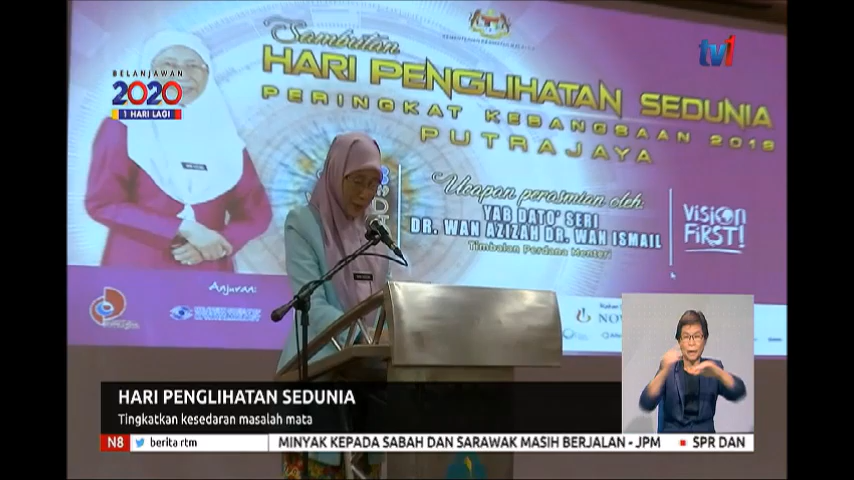 Sambutan
HARI PENGLIHATAN SEDUNIA
PERINGKAT KEBANGSAAN 2019
PUTRAJAYA
tv1
BELANJAWAN
2020
1 HARI LAGI
Ucapan perasmian oleh:
YAB DATO' SERI
DR. WAN AZIZAH DR. WAN ISMAIL
Timbalan Perdana Menteri
VISION
FIRST!
Anjuran:
HARI PENGLIHATAN SEDUNIA
Tingkatkan kesedaran masalah mata
N8 berita rtm MINYAK KEPADA SABAH DAN SARAWAK MASIH BERJALAN - JPM SPR DAN